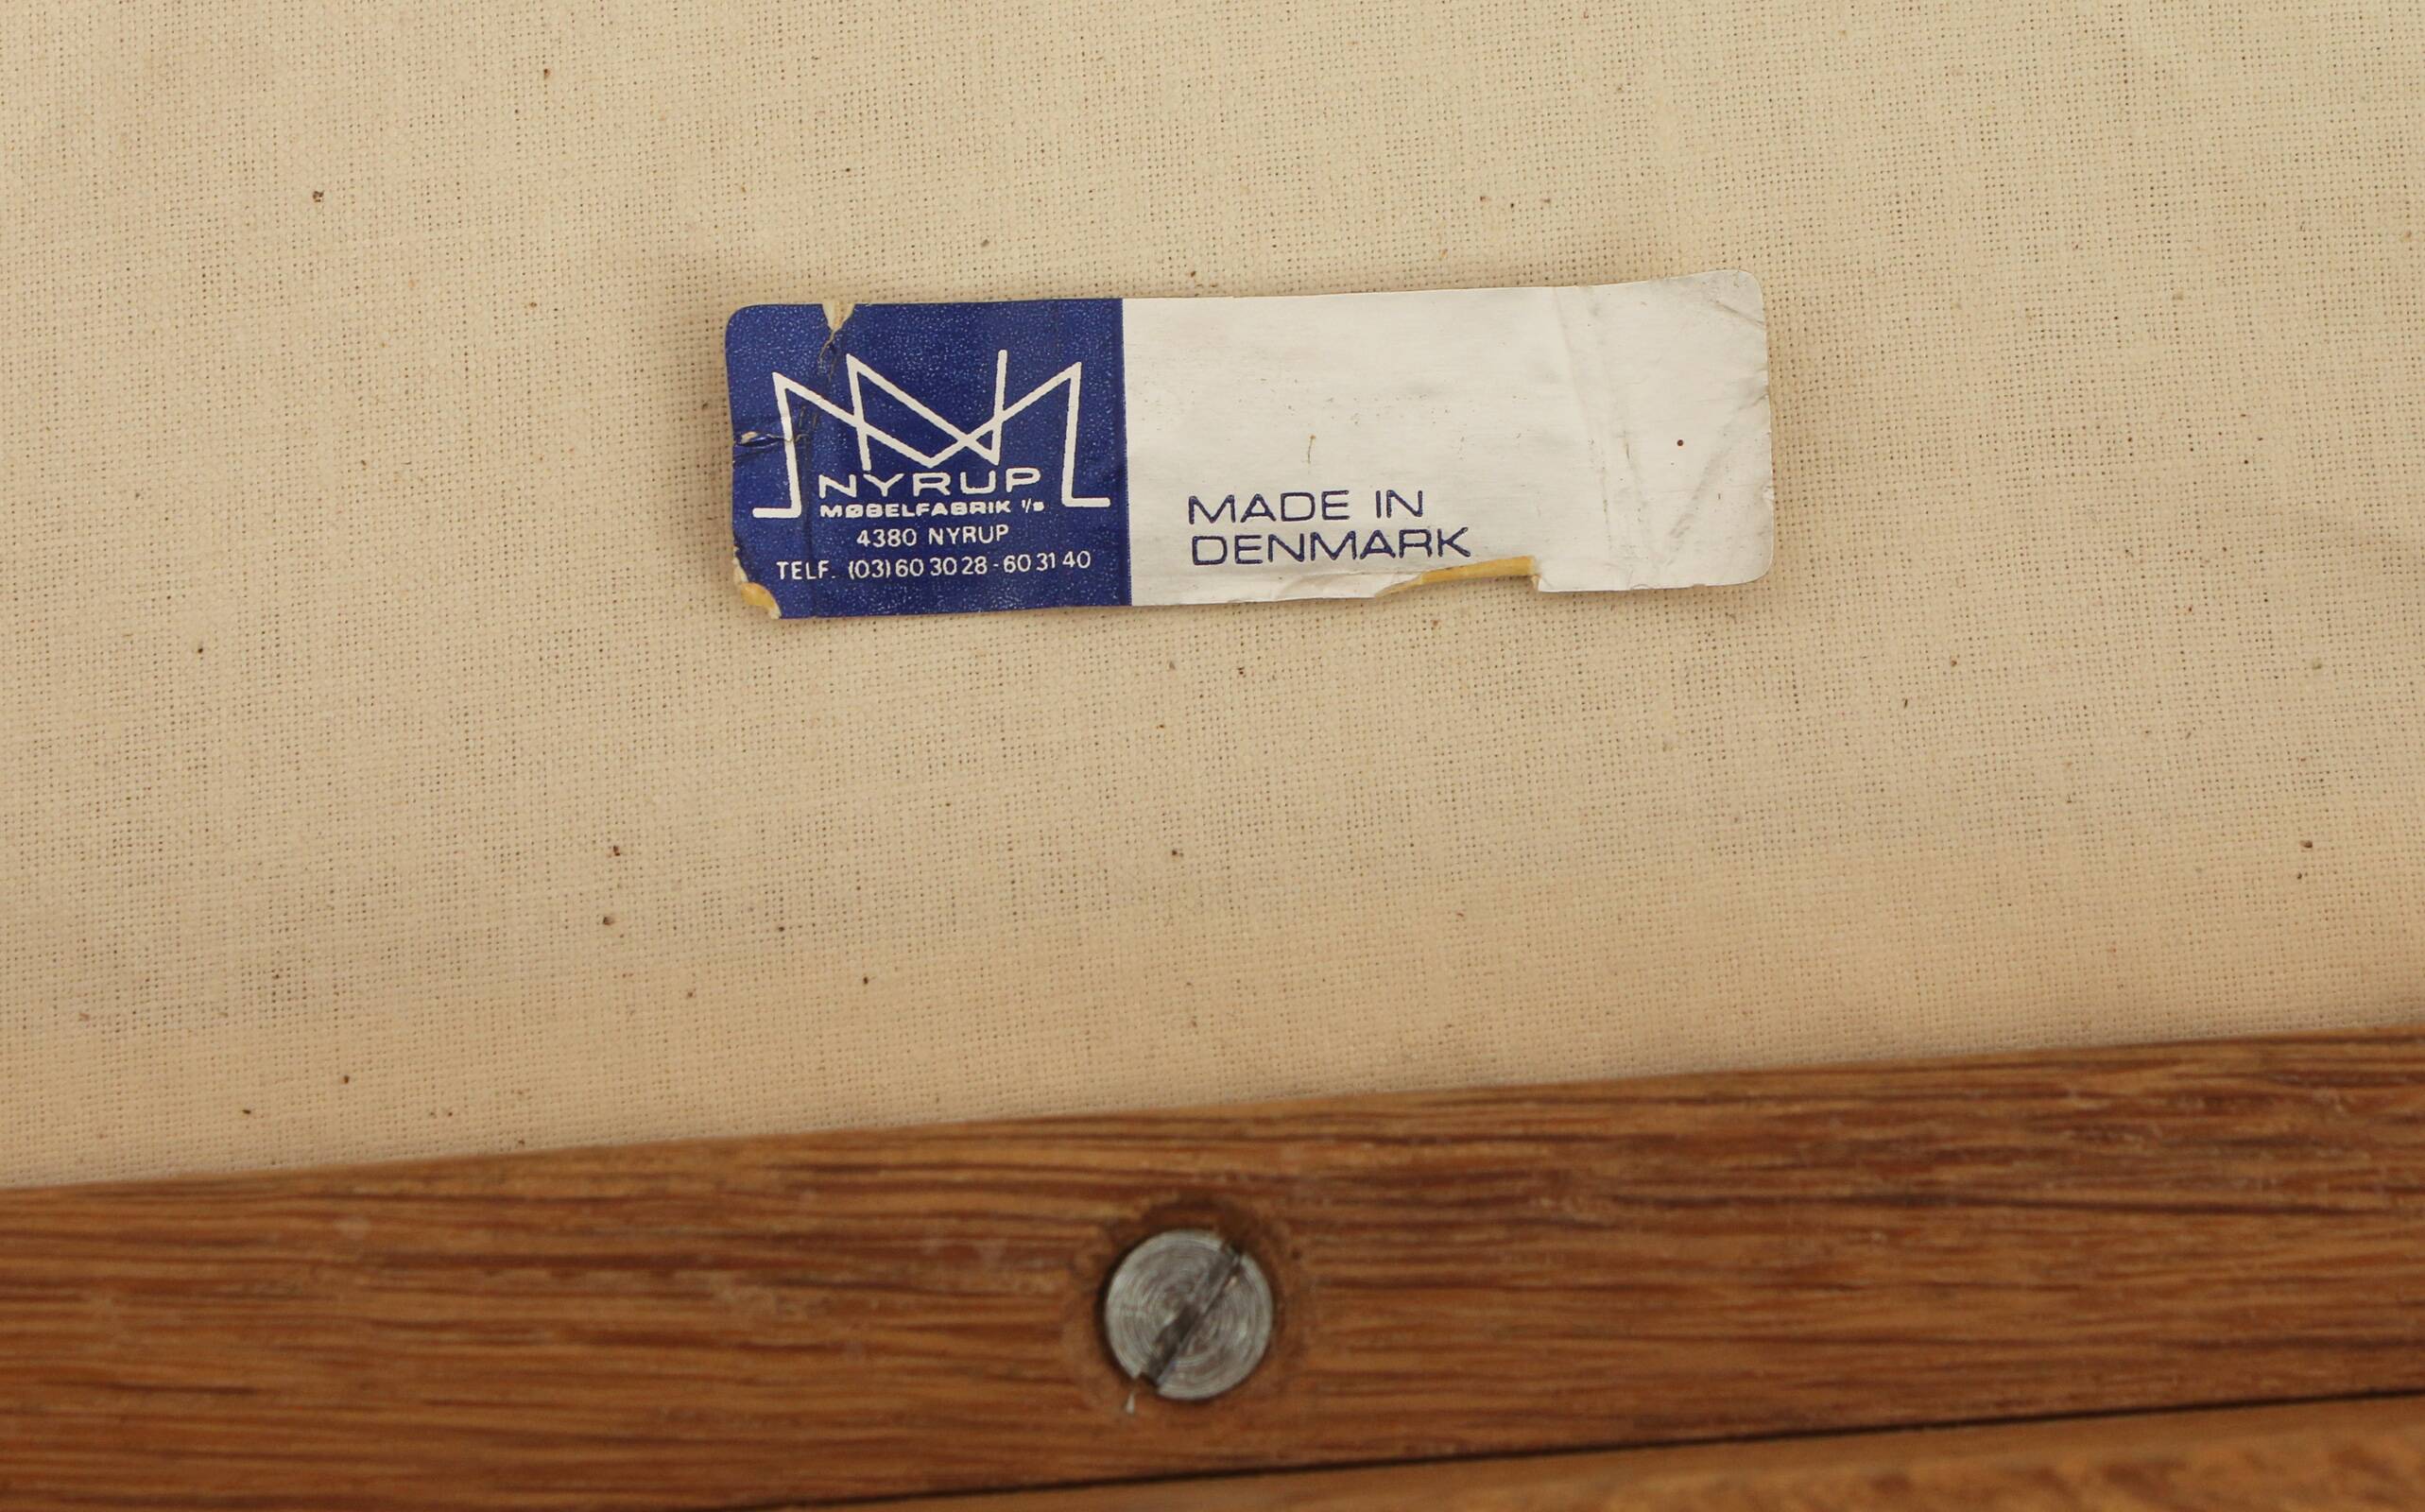 NYRUP
MØBELFABRIK I/S
4380 NYRUP
TELF. (03) 60 30 28 - 60 31 40
MADE IN
DENMARK